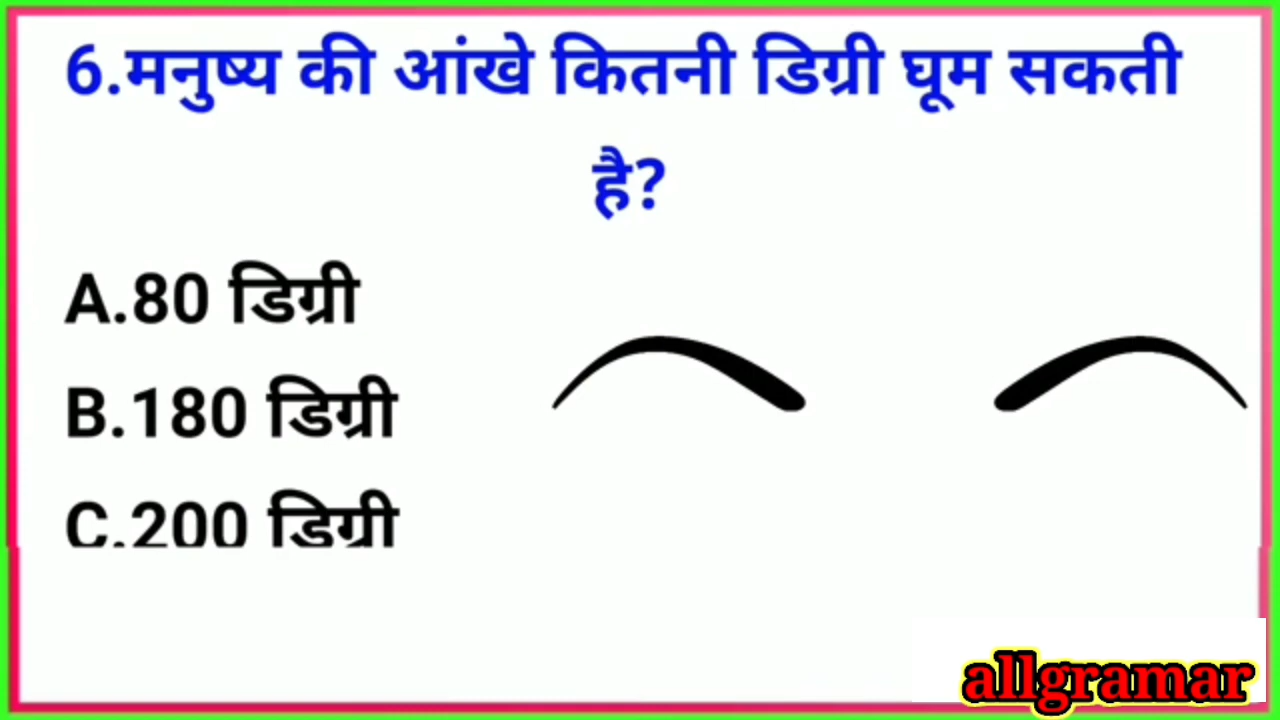 6.मनुष्य की आंखे कितनी डिग्री घूम सकती
है?
A.80 डिग्री
B.180 डिग्री
C.200 डिग्री
allgramar